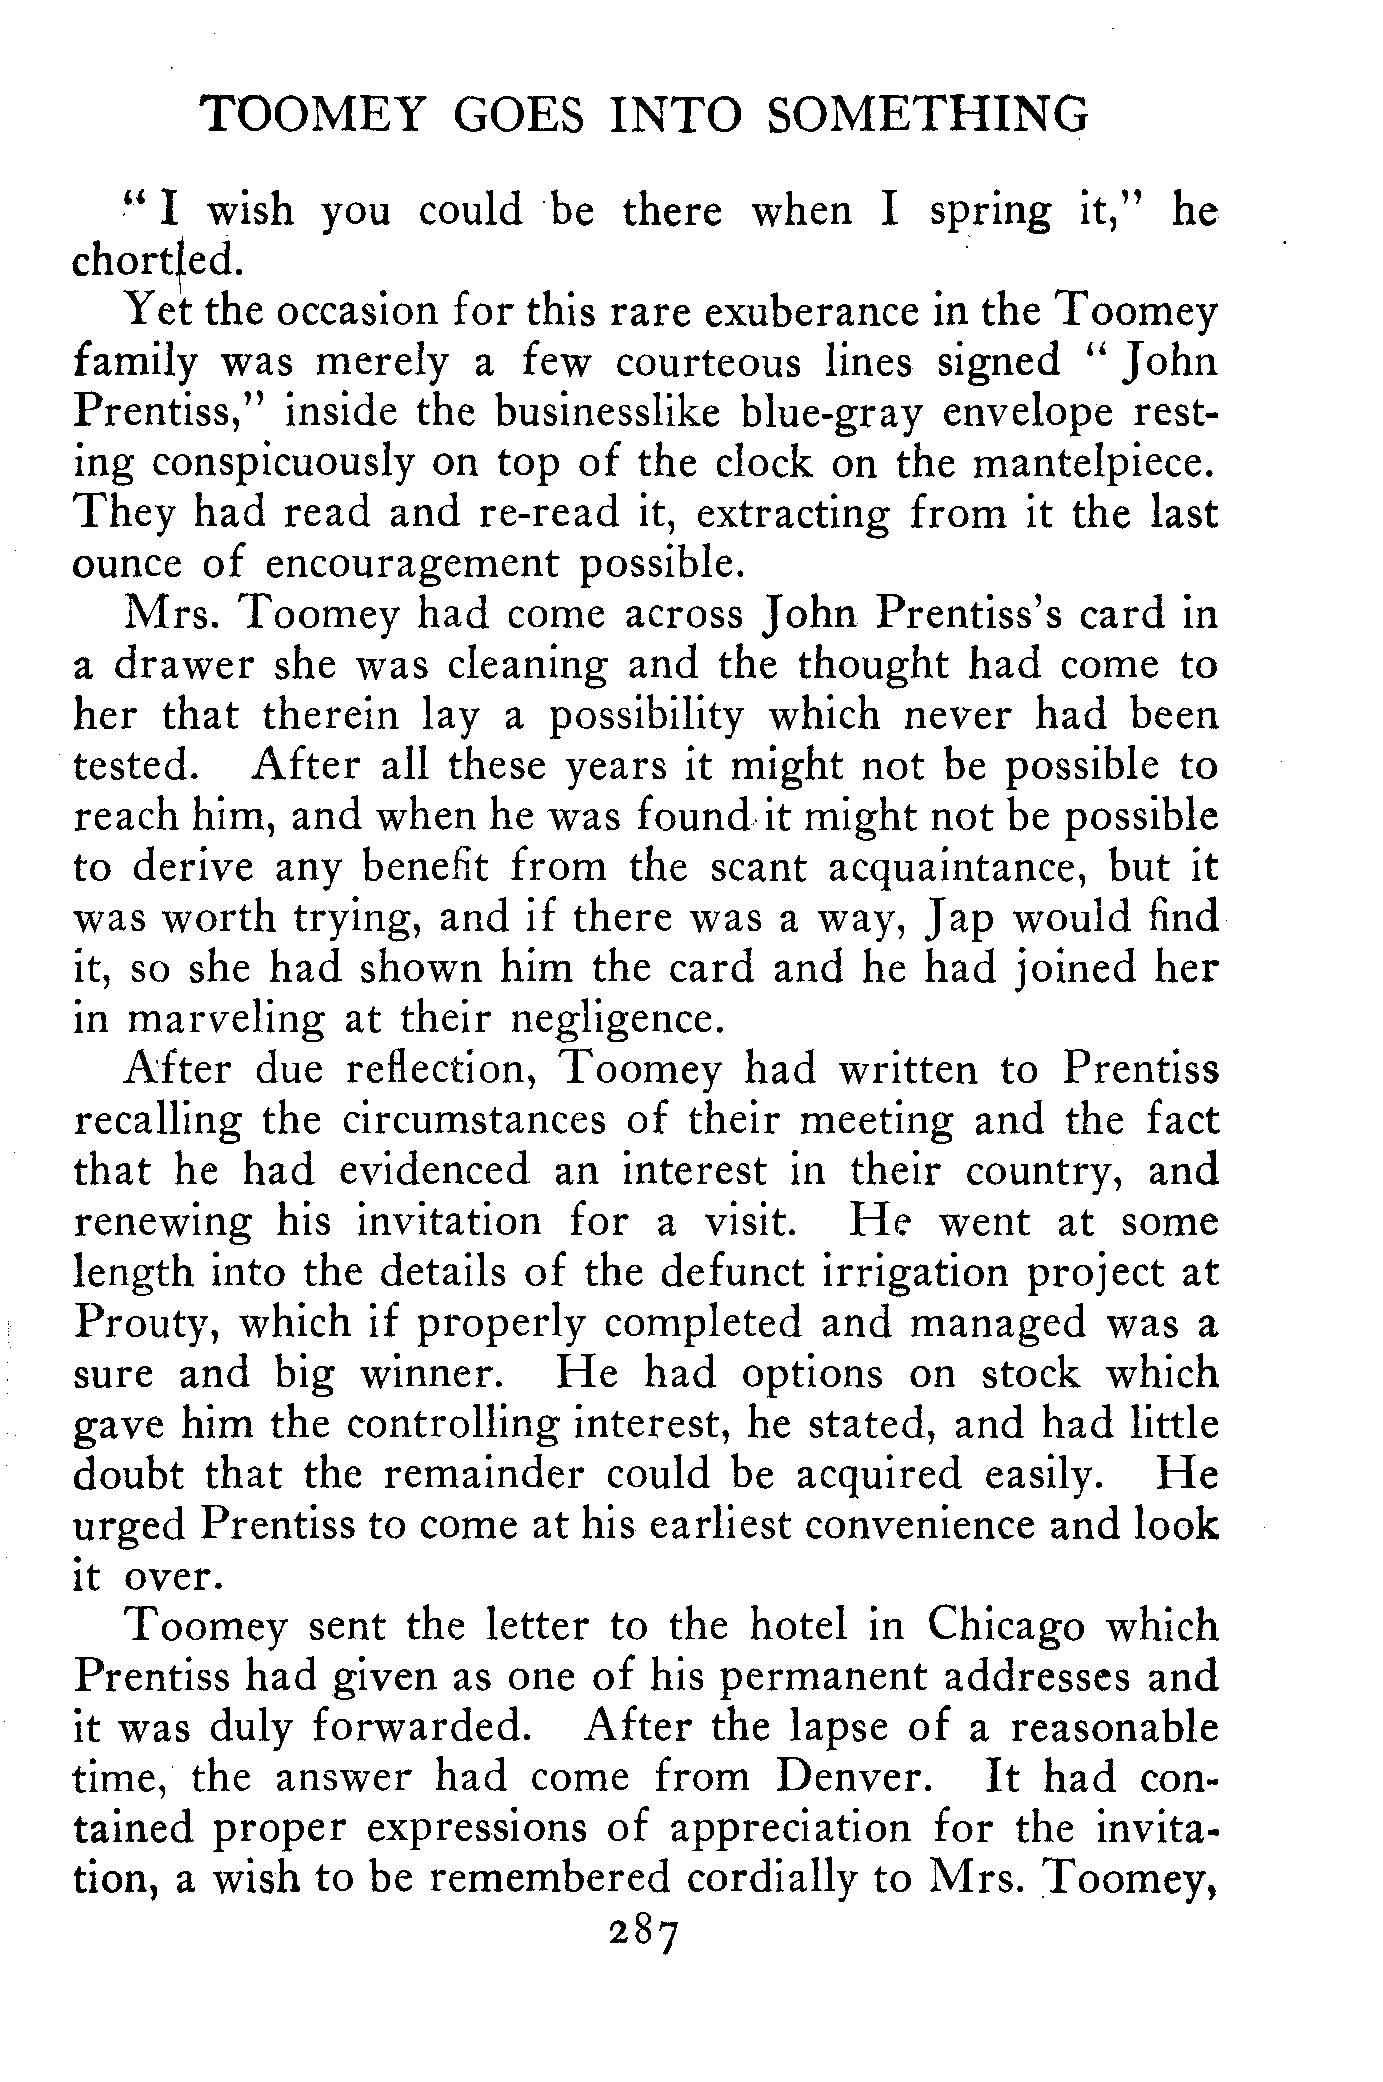 TOOMEY GOES INTO SOMETHING
" I wish you could be there when I spring it," he
chortled.
Yet the occasion for this rare exuberance in the Toomey
family was merely a few courteous lines signed " John
Prentiss," inside the businesslike blue-gray envelope rest-
ing conspicuously on top of the clock on the mantelpiece.
They had read and re-read it, extracting from it the last
ounce of encouragement possible.
Mrs. Toomey had come across John Prentiss's card in
a drawer she was cleaning and the thought had come to
her that therein lay a possibility which never had been
tested. After all these years it might not be possible to
reach him, and when he was found it might not be possible
to derive any benefit from the scant acquaintance, but it
was worth trying, and if there was a way, Jap would find
it, so she had shown him the card and he had joined her
in marveling at their negligence.
After due reflection, Toomey had written to Prentiss
recalling the circumstances of their meeting and the fact
that he had evidenced an interest in their country, and
renewing his invitation for a visit. He went at some
length into the details of the defunct irrigation project at
Prouty, which if properly completed and managed was a
sure and big winner. He had options on stock which
gave him the controlling interest, he stated, and had little
doubt that the remainder could be acquired easily. He
urged Prentiss to come at his earliest convenience and look
it over.
Toomey sent the letter to the hotel in Chicago which
Prentiss had given as one of his permanent addresses and
it was duly forwarded. After the lapse of a reasonable
time, the answer had come from Denver. It had con-
tained proper expressions of appreciation for the invita-
tion, a wish to be remembered cordially to Mrs. Toomey,
287